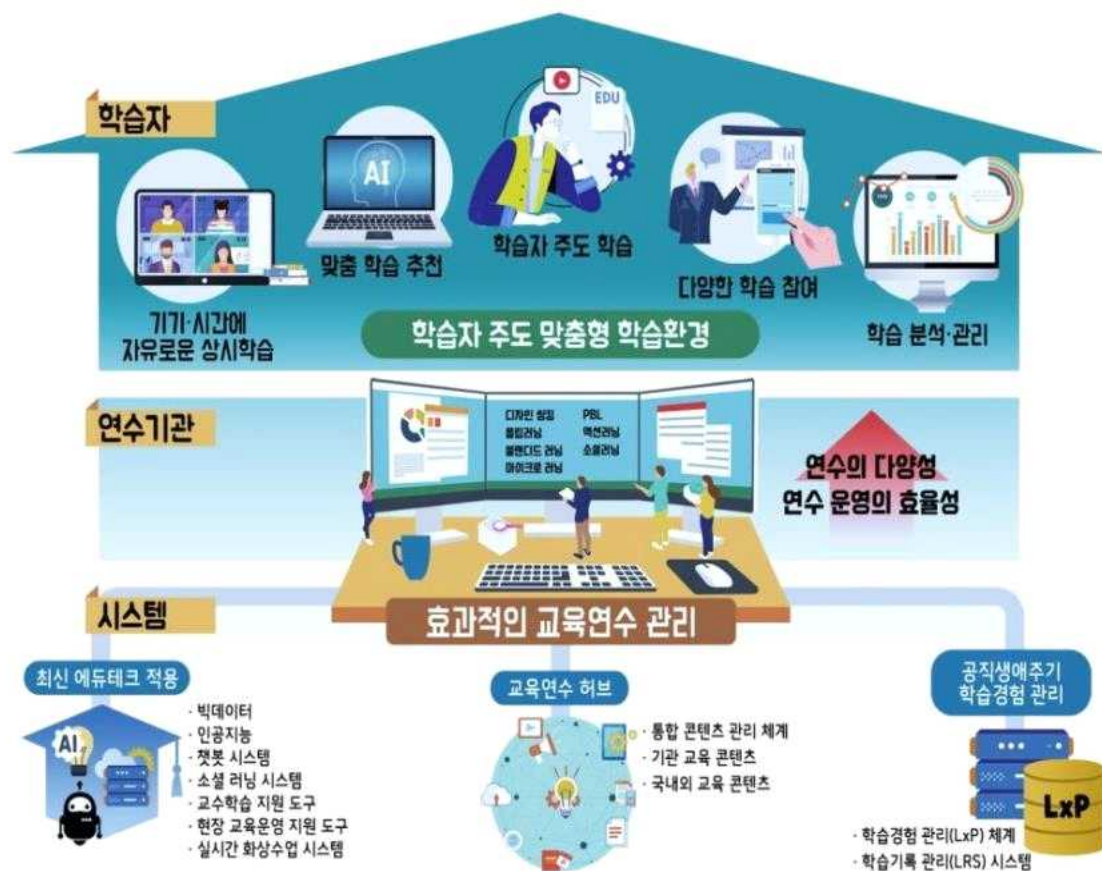 학습자
EDU
AI
학습자 주도 학습
맞춤 학습 추천
다양한 학습 참여
기기·시간에
자유로운 상시학습
학습자 주도 맞춤형 학습환경
학습 분석·관리
연수기관
디자인 씽킹
플립러닝
블랜디드 러닝
마이크로 러닝
PBL
액션러닝
소셜러닝
연수의 다양성
연수 운영의 효율성
시스템
효과적인 교육연수 관리
최신 에듀테크 적용
AI
· 빅데이터
· 인공지능
· 챗봇 시스템
· 소셜 러닝 시스템
· 교수학습 지원 도구
· 현장 교육운영 지원 도구
· 실시간 화상수업 시스템
교육연수 허브
· 통합 콘텐츠 관리 체계
· 기관 교육 콘텐츠
· 국내외 교육 콘텐츠
공직생애주기
학습경험 관리
LxP
· 학습경험 관리(LxP) 체계
· 학습기록 관리(LRS) 시스템